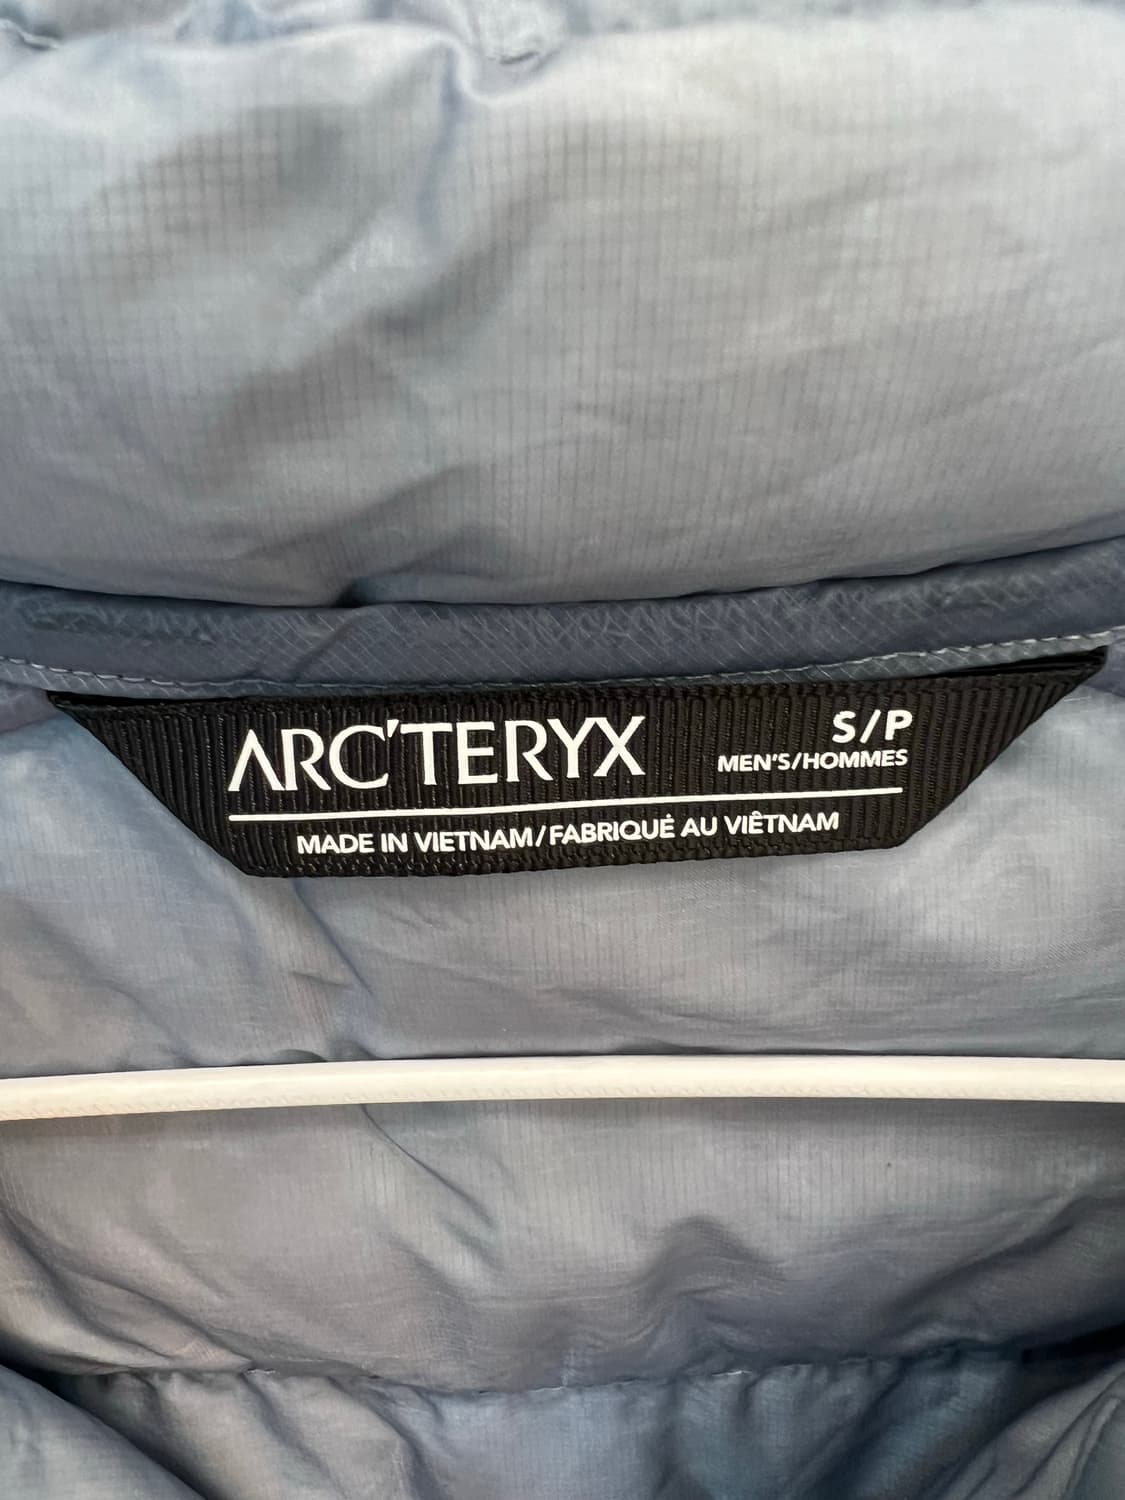 ARC'TERYX
S/P
MEN'S/HOMMES
MADE IN VIETNAM/FABRIQUÉ AU VIÊTNAM